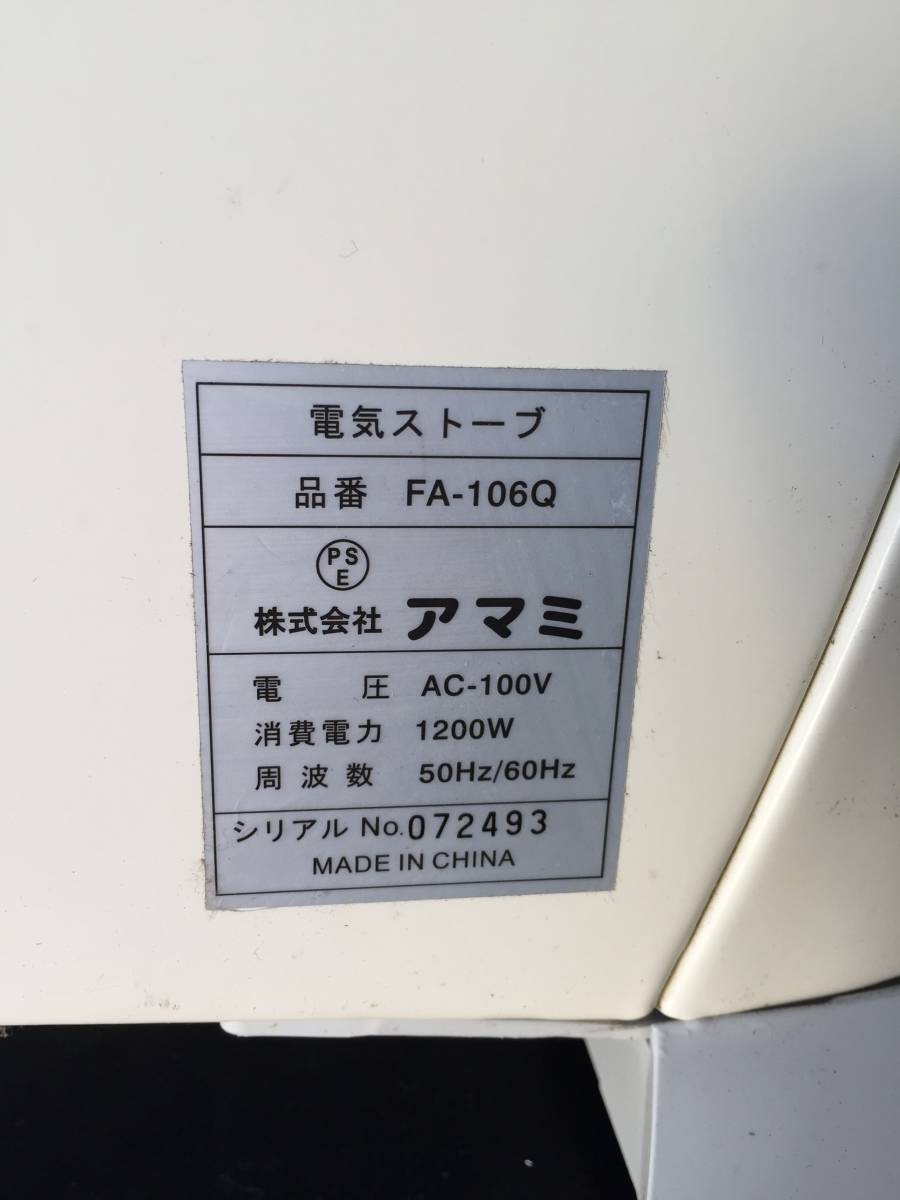 電気ストーブ
品番 FA-106Q
PS
E
株式会社 アマミ
電 圧 AC-100V
消費電力 1200W
周波数 50Hz/60Hz
シリアル No.072493
MADE IN CHINA